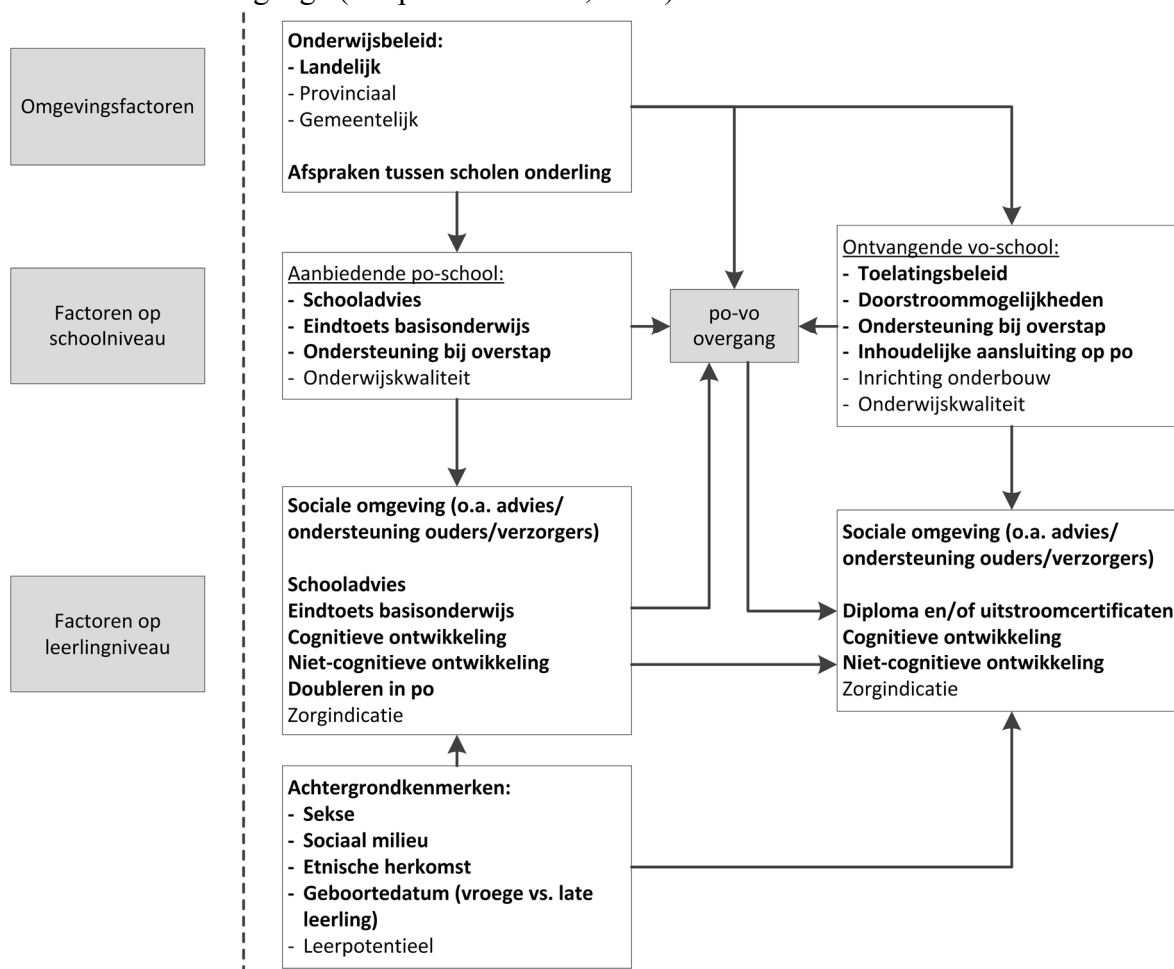 Omgevingsfactoren
Onderwijsbeleid:
- Landelijk
- Provinciaal
- Gemeentelijk
Afspraken tussen scholen onderling
Factoren op
schoolniveau
Aanbiedende po-school:
- Schooladvies
- Eindtoets basisonderwijs
- Ondersteuning bij overstap
- Onderwijskwaliteit
po-vo
overgang
Ontvangende vo-school:
- Toelatingsbeleid
- Doorstroommogelijkheden
- Ondersteuning bij overstap
- Inhoudelijke aansluiting op po
- Inrichting onderbouw
- Onderwijskwaliteit
Factoren op
leerlingniveau
Sociale omgeving (o.a. advies/
ondersteuning ouders/verzorgers)
Schooladvies
Eindtoets basisonderwijs
Cognitieve ontwikkeling
Niet-cognitieve ontwikkeling
Doubleren in po
Zorgindicatie
Sociale omgeving (o.a. advies/
ondersteuning ouders/verzorgers)
Diploma en/of uitstroomcertificaten
Cognitieve ontwikkeling
Niet-cognitieve ontwikkeling
Zorgindicatie
Achtergrondkenmerken:
- Sekse
- Sociaal milieu
- Etnische herkomst
- Geboortedatum (vroege vs. late
leerling)
- Leerpotentieel